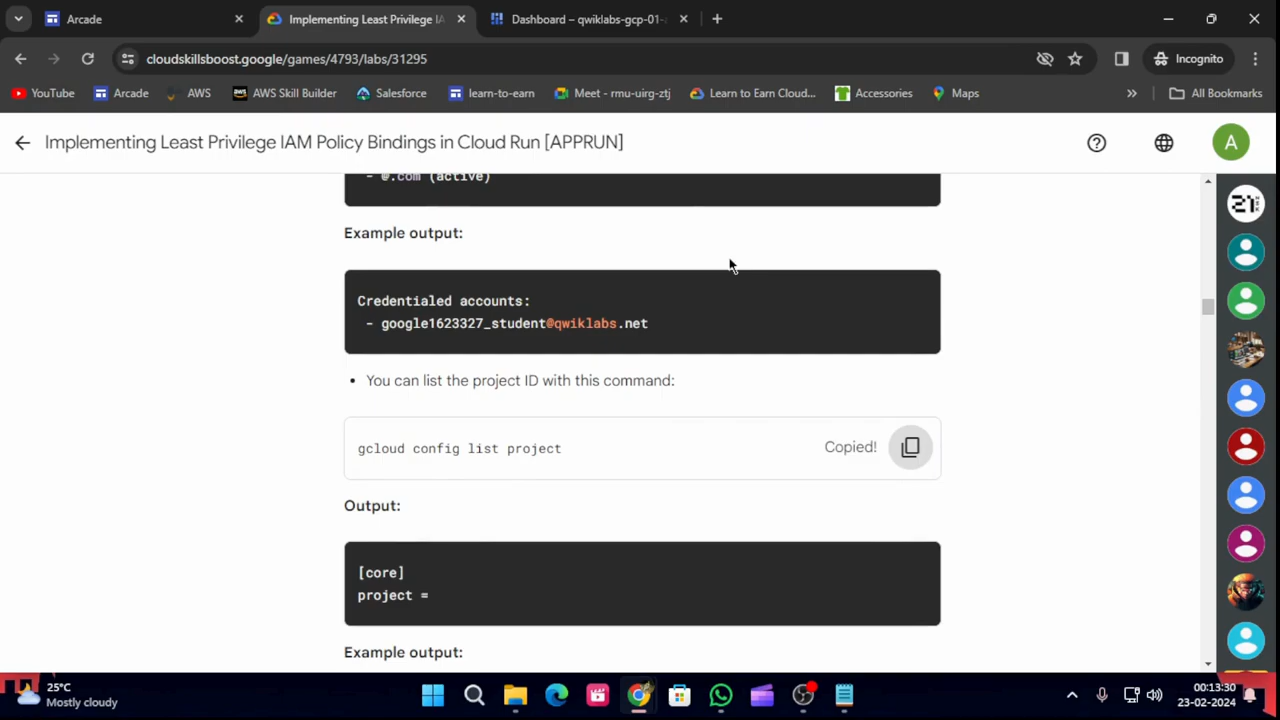 Arcade
Implementing Least Privilege IA
Dashboard – qwiklabs-gcp-01-
cloudskillsboost.google/games/4793/labs/31295
Incognito
YouTube
Arcade
AWS
AWS Skill Builder
Salesforce
learn-to-earn
Meet - rmu-uirg-ztj
Learn to Earn Cloud...
Accessories
Maps
All Bookmarks
Implementing Least Privilege IAM Policy Bindings in Cloud Run [APPRUN]
A
- @.com (active)
Example output:
Credentialed accounts:
- google1623327_student@qwiklabs.net
• You can list the project ID with this command:
gcloud config list project
Copied!
Output:
[core]
project =
Example output:
25°C
Mostly cloudy
00:13:30
23-02-2024